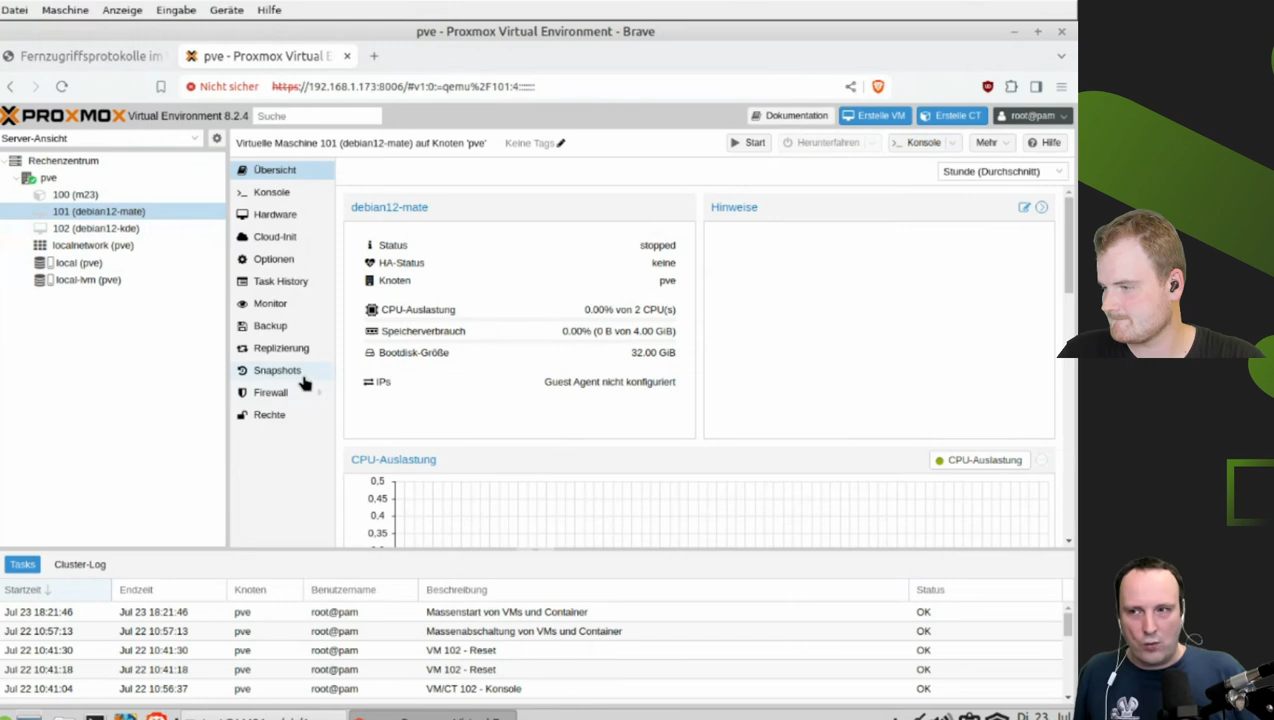 Datei Maschine Anzeige Eingabe Geräte Hilfe
pve - Proxmox Virtual Environment - Brave
Fernzugriffsprotokolle im
pve - Proxmox Virtual E
Nicht sicher https://192.168.1.173:8006/#v1:0:=qemu%2F101:4::::::
PROXMOX Virtual Environment 8.2.4 Suche Dokumentation Erstelle VM Erstelle CT root@pam
Server-Ansicht
Virtuelle Maschine 101 (debian12-mate) auf Knoten 'pve' Keine Tags Start Herunterfahren Konsole Mehr Hilfe
Rechenzentrum
pve
100 (m23)
101 (debian12-mate)
102 (debian12-kde)
localnetwork (pve)
local (pve)
local-lvm (pve)
Übersicht
Konsole
Hardware
Cloud-Init
Optionen
Task History
Monitor
Backup
Replizierung
Snapshots
Firewall
Rechte
Stunde (Durchschnitt)
debian12-mate
Status stopped
HA-Status keine
Knoten pve
CPU-Auslastung 0.00% von 2 CPU(s)
Speicherverbrauch 0.00% (0 B von 4.00 GiB)
Bootdisk-Größe 32.00 GiB
IPs Guest Agent nicht konfiguriert
Hinweise
CPU-Auslastung
CPU-Auslastung
0,5
0,45
0,4
0,35
Tasks Cluster-Log
Startzeit Endzeit Knoten Benutzername Beschreibung Status
Jul 23 18:21:46 Jul 23 18:21:46 pve root@pam Massenstart von VMs und Container OK
Jul 22 10:57:13 Jul 22 10:57:13 pve root@pam Massenabschaltung von VMs und Container OK
Jul 22 10:41:30 Jul 22 10:41:30 pve root@pam VM 102 - Reset OK
Jul 22 10:41:18 Jul 22 10:41:18 pve root@pam VM 102 - Reset OK
Jul 22 10:41:04 Jul 22 10:56:37 pve root@pam VM/CT 102 - Konsole OK
Di, 23. Jul